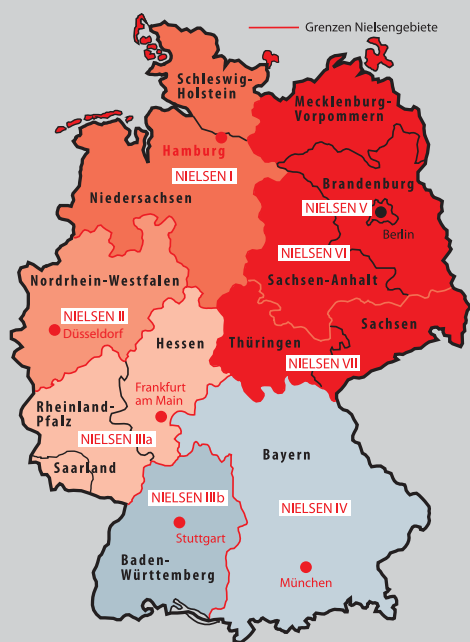 Grenzen Nielsengebiete
Schleswig-
Holstein
Mecklenburg-
Vorpommern
Hamburg
NIELSEN I
Niedersachsen
Brandenburg
NIELSEN V
Berlin
NIELSEN VI
Nordrhein-Westfalen
Sachsen-Anhalt
NIELSEN II
Düsseldorf
Hessen
Thüringen
Sachsen
NIELSEN VII
Frankfurt
am Main
Rheinland-
Pfalz
NIELSEN IIIa
Saarland
Bayern
NIELSEN IIIb
NIELSEN IV
Stuttgart
Baden-
Württemberg
München